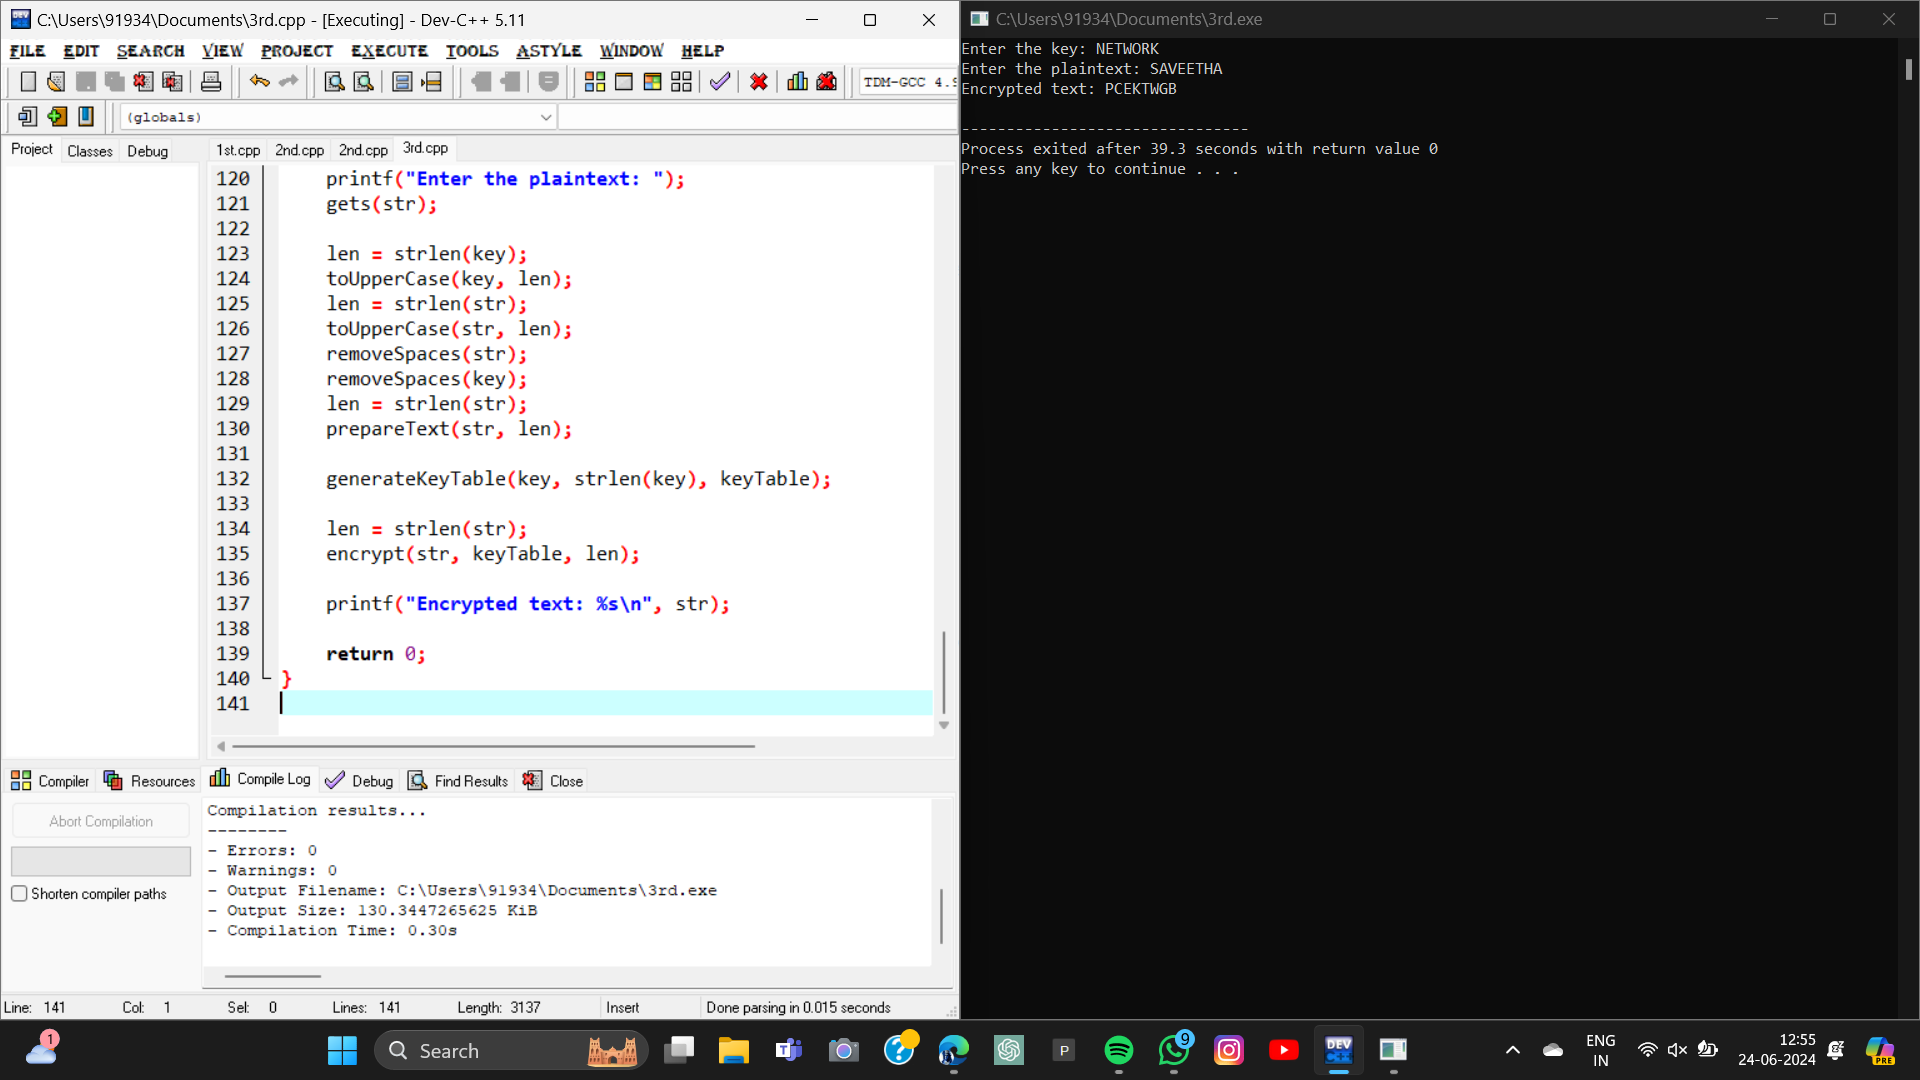 C:\Users\91934\Documents\3rd.cpp - [Executing] - Dev-C++ 5.11
FILE EDIT SEARCH VIEW PROJECT EXECUTE TOOLS ASTYLE WINDOW HELP
TDM-GCC 4.9
(globals)
Project Classes Debug
1st.cpp 2nd.cpp 2nd.cpp 3rd.cpp
120 printf("Enter the plaintext: ");
121 gets(str);
122
123 len = strlen(key);
124 toUpperCase(key, len);
125 len = strlen(str);
126 toUpperCase(str, len);
127 removeSpaces(str);
128 removeSpaces(key);
129 len = strlen(str);
130 prepareText(str, len);
131
132 generateKeyTable(key, strlen(key), keyTable);
133
134 len = strlen(str);
135 encrypt(str, keyTable, len);
136
137 printf("Encrypted text: %s\n", str);
138
139 return 0;
140 }
141
Compiler Resources Compile Log Debug Find Results Close
Abort Compilation
Shorten compiler paths
Compilation results...
--------
- Errors: 0
- Warnings: 0
- Output Filename: C:\Users\91934\Documents\3rd.exe
- Output Size: 130.3447265625 KiB
- Compilation Time: 0.30s
Line: 141 Col: 1 Sel: 0 Lines: 141 Length: 3137 Insert Done parsing in 0.015 seconds
C:\Users\91934\Documents\3rd.exe
Enter the key: NETWORK
Enter the plaintext: SAVEETHA
Encrypted text: PCEKTWGB
--------------------------------
Process exited after 39.3 seconds with return value 0
Press any key to continue . . .
1
Search
P
9
DEV
ENG
IN
12:55
24-06-2024
PRE